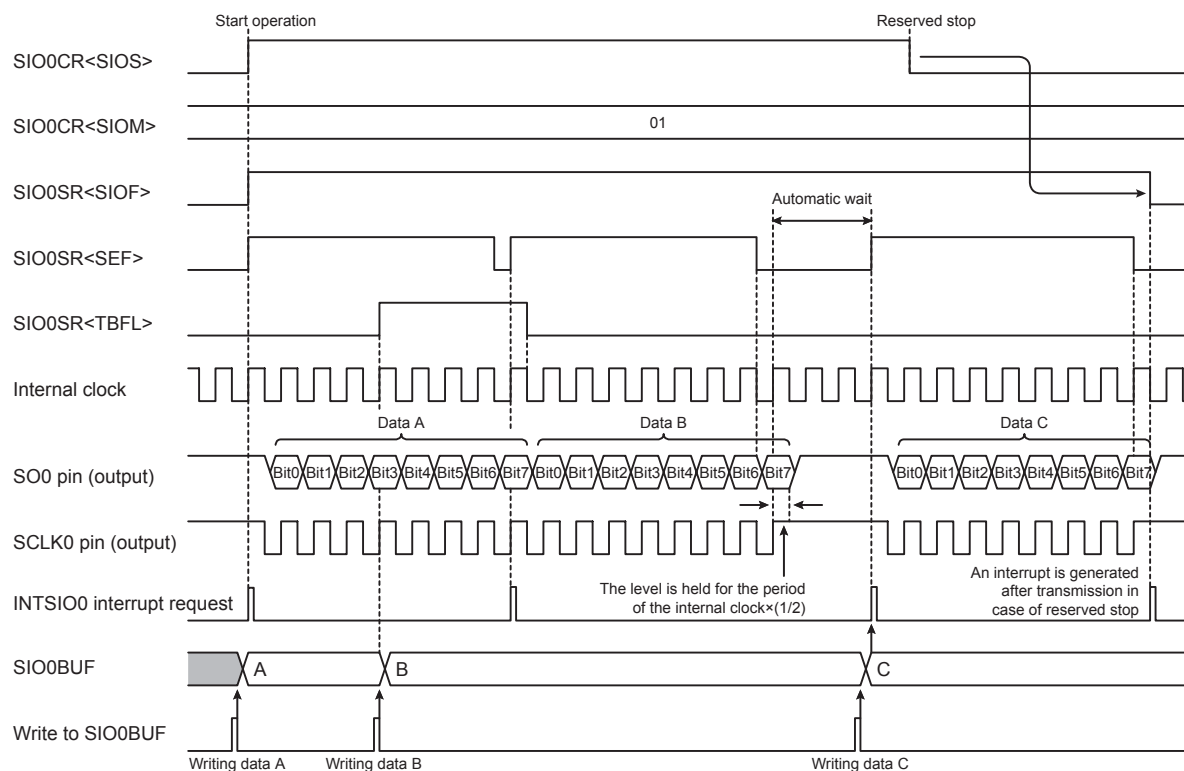 Start operation
Reserved stop
SIO0CR<SIOS>
SIO0CR<SIOM>
01
SIO0SR<SIOF>
Automatic wait
SIO0SR<SEF>
SIO0SR<TBFL>
Internal clock
Data A
Data B
Data C
SO0 pin (output)
Bit0 Bit1 Bit2 Bit3 Bit4 Bit5 Bit6 Bit7 Bit0 Bit1 Bit2 Bit3 Bit4 Bit5 Bit6 Bit7 Bit0 Bit1 Bit2 Bit3 Bit4 Bit5 Bit6 Bit7
SCLK0 pin (output)
The level is held for the period
of the internal clock×(1/2)
An interrupt is generated
after transmission in
case of reserved stop
INTSIO0 interrupt request
SIO0BUF
A
B
C
Write to SIO0BUF
Writing data A
Writing data B
Writing data C